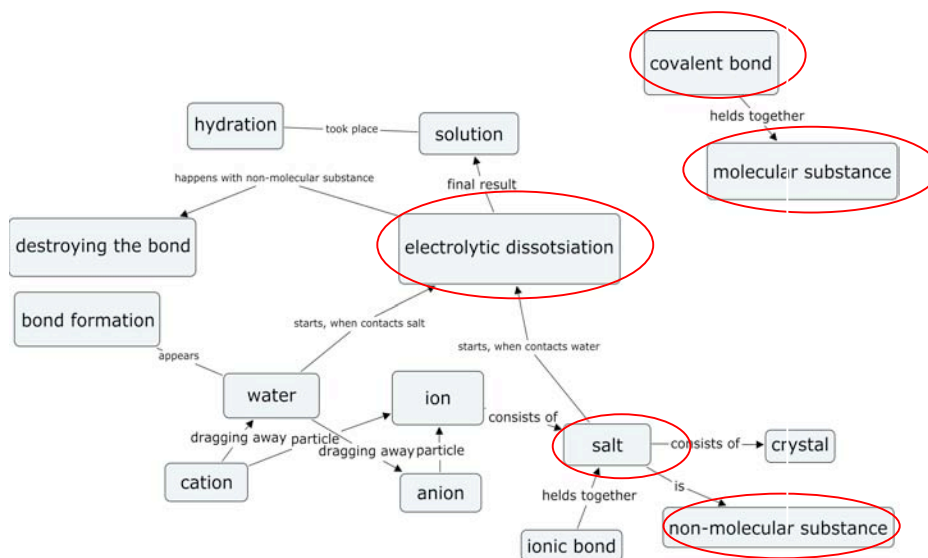 covalent bond
helds together
molecular substance
hydration
took place
solution
happens with non-molecular substance
final result
destroying the bond
electrolytic dissotsiation
bond formation
starts, when contacts salt
appears
starts, when contacts water
water
ion
consists of
dragging away
particle
dragging away
particle
salt
consists of
crystal
cation
anion
helds together
is
non-molecular substance
ionic bond